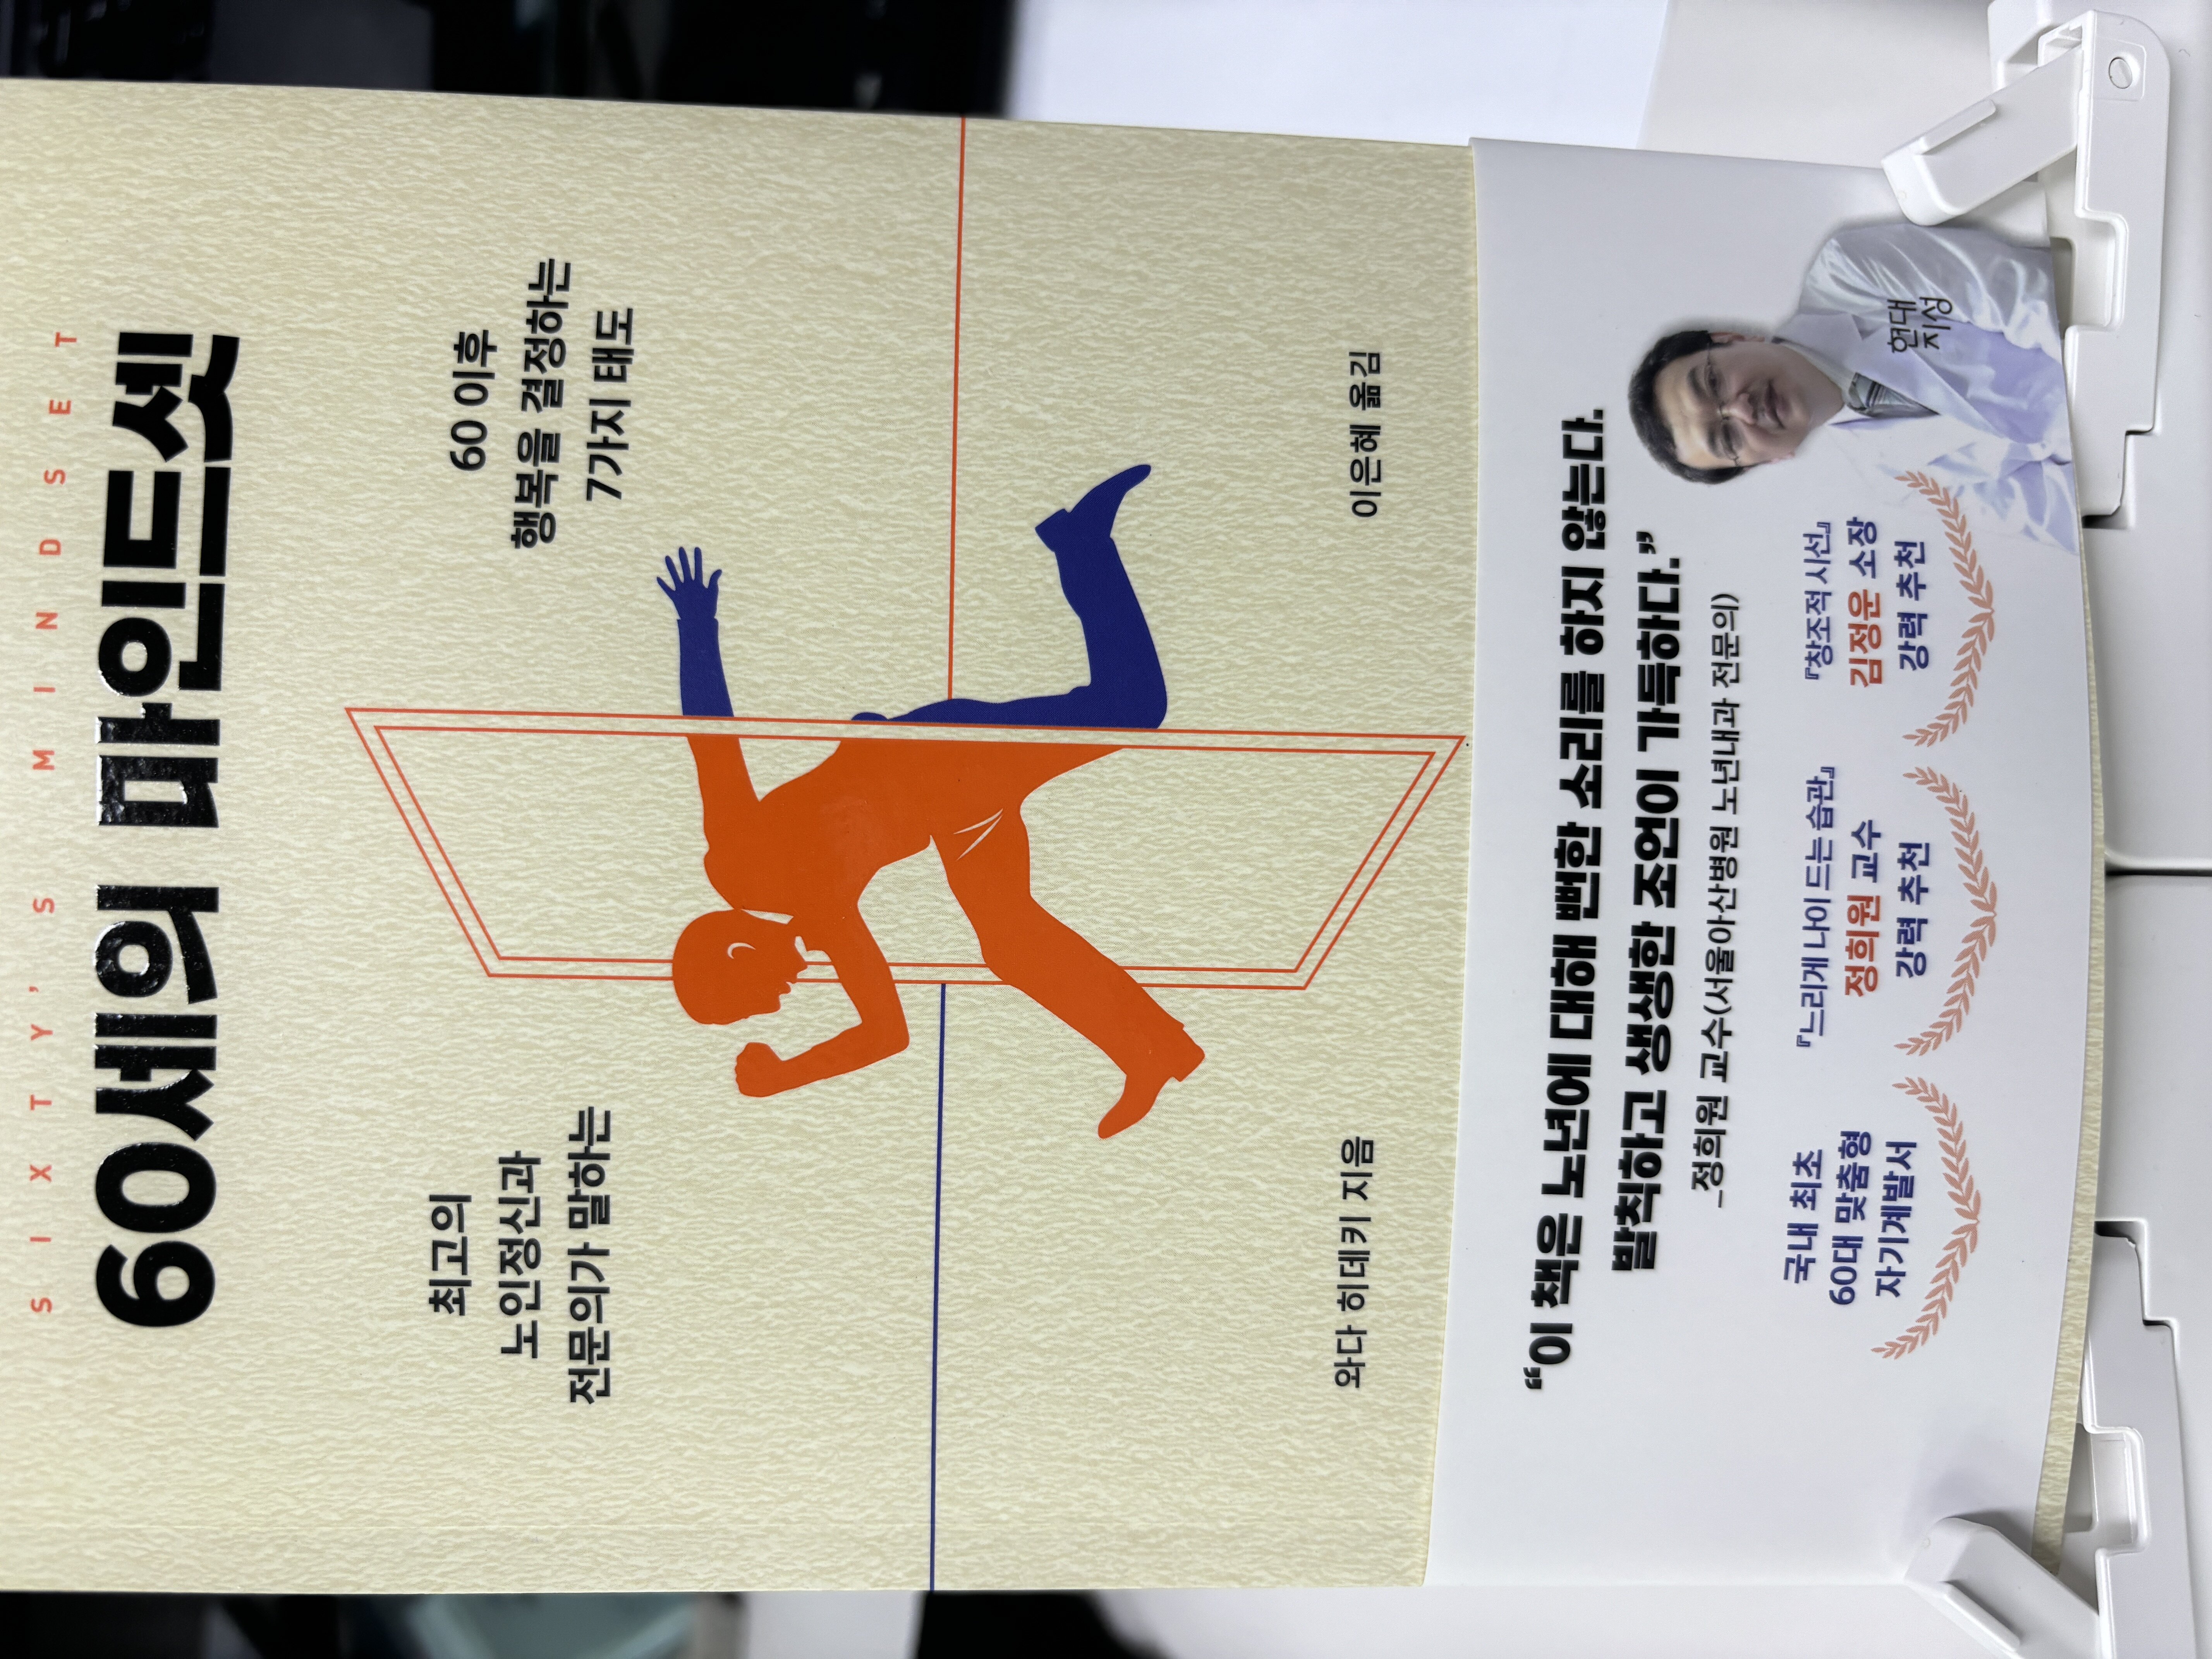 SIXTY'S MINDSET
60세의 마인드셋
최고의
노인정신과
전문의가 말하는
60 이후
행복을 결정하는
7가지 태도
와다 히데키 지음
이은혜 옮김
“이 책은 노년에 대해 뻔한 소리를 하지 않는다.
발칙하고 생생한 조언이 가득하다.”
_정희원 교수(서울아산병원 노년내과 전문의)
국내 최초
60대 맞춤형
자기계발서
『느리게 나이 드는 습관』
정희원 교수
강력 추천
『창조적 시선』
김정운 소장
강력 추천
현대
지성